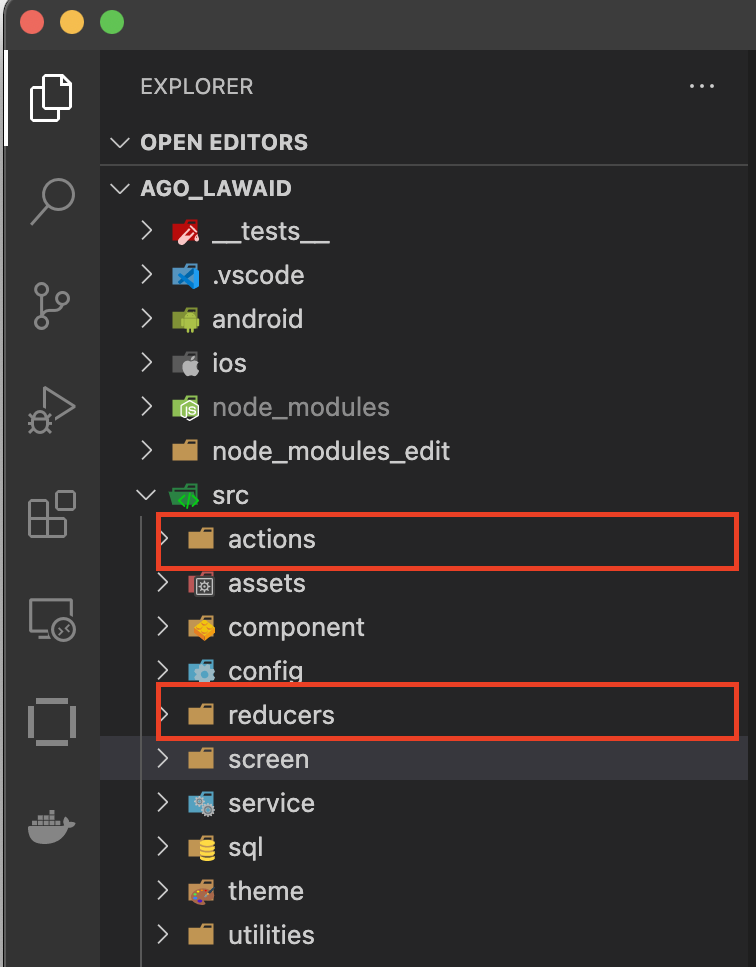 EXPLORER
OPEN EDITORS
AGO_LAWAID
__tests__
.vscode
android
ios
node_modules
node_modules_edit
src
actions
assets
component
config
reducers
screen
service
sql
theme
utilities